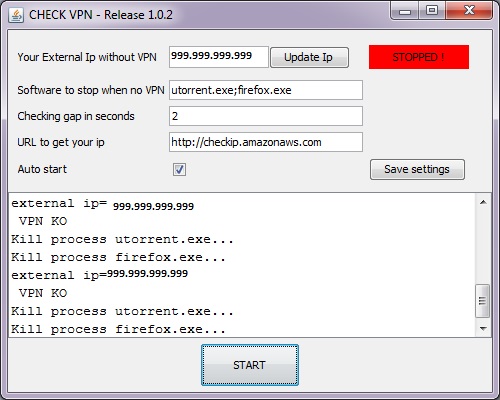 CHECK VPN - Release 1.0.2
Your External Ip without VPN 999.999.999.999 Update Ip STOPPED !
Software to stop when no VPN utorrent.exe;firefox.exe
Checking gap in seconds 2
URL to get your ip http://checkip.amazonaws.com
Auto start Save settings
external ip= 999.999.999.999
VPN KO
Kill process utorrent.exe...
Kill process firefox.exe...
external ip=999.999.999.999
VPN KO
Kill process utorrent.exe...
Kill process firefox.exe...
START